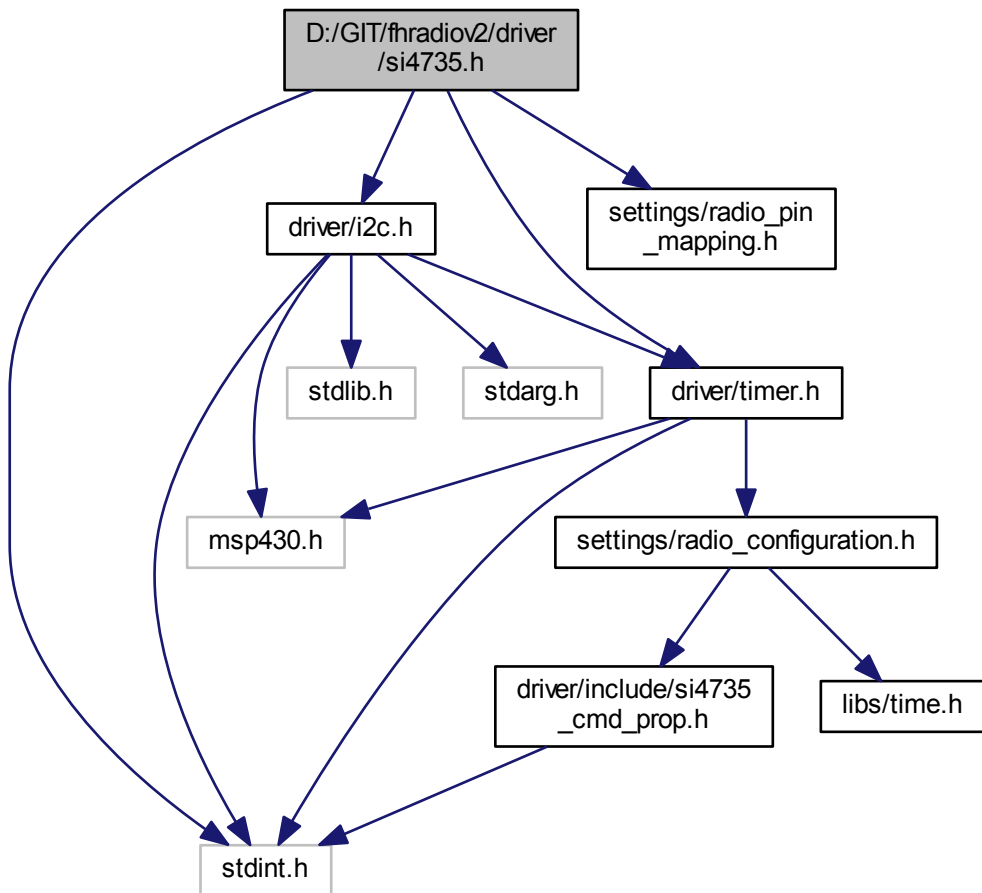 D:/GIT/fhradiov2/driver
/si4735.h
driver/i2c.h
settings/radio_pin
_mapping.h
stdlib.h
stdarg.h
driver/timer.h
msp430.h
settings/radio_configuration.h
driver/include/si4735
_cmd_prop.h
libs/time.h
stdint.h